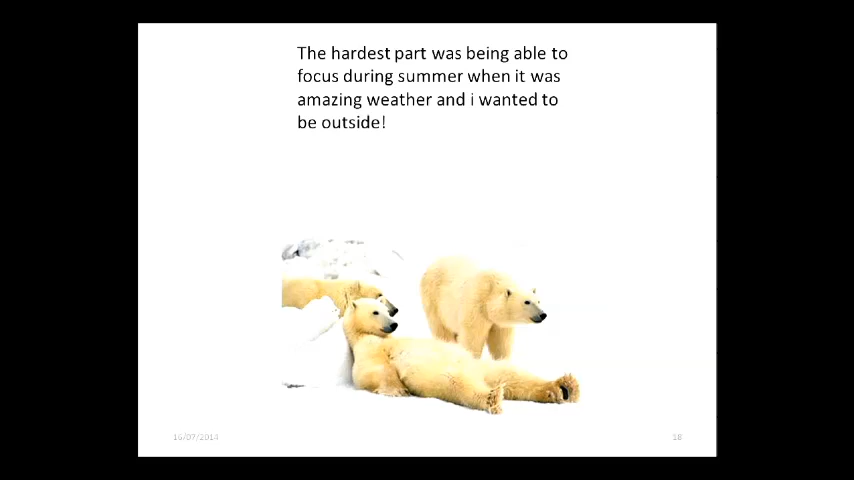 The hardest part was being able to
focus during summer when it was
amazing weather and i wanted to
be outside!
16/07/2014
18